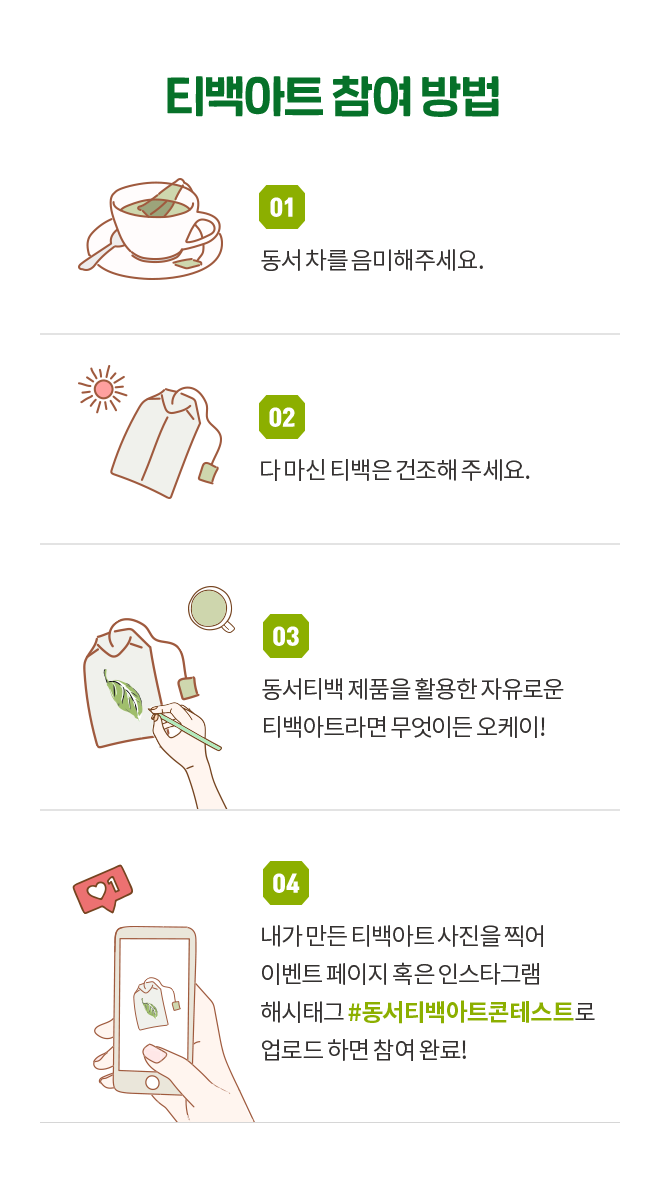 티백아트 참여 방법
01
동서 차를 음미해주세요.
02
다 마신 티백은 건조해 주세요.
03
동서티백 제품을 활용한 자유로운
티백아트라면 무엇이든 오케이!
1
04
내가 만든 티백아트 사진을 찍어
이벤트 페이지 혹은 인스타그램
해시태그 #동서티백아트콘테스트로
업로드 하면 참여 완료!